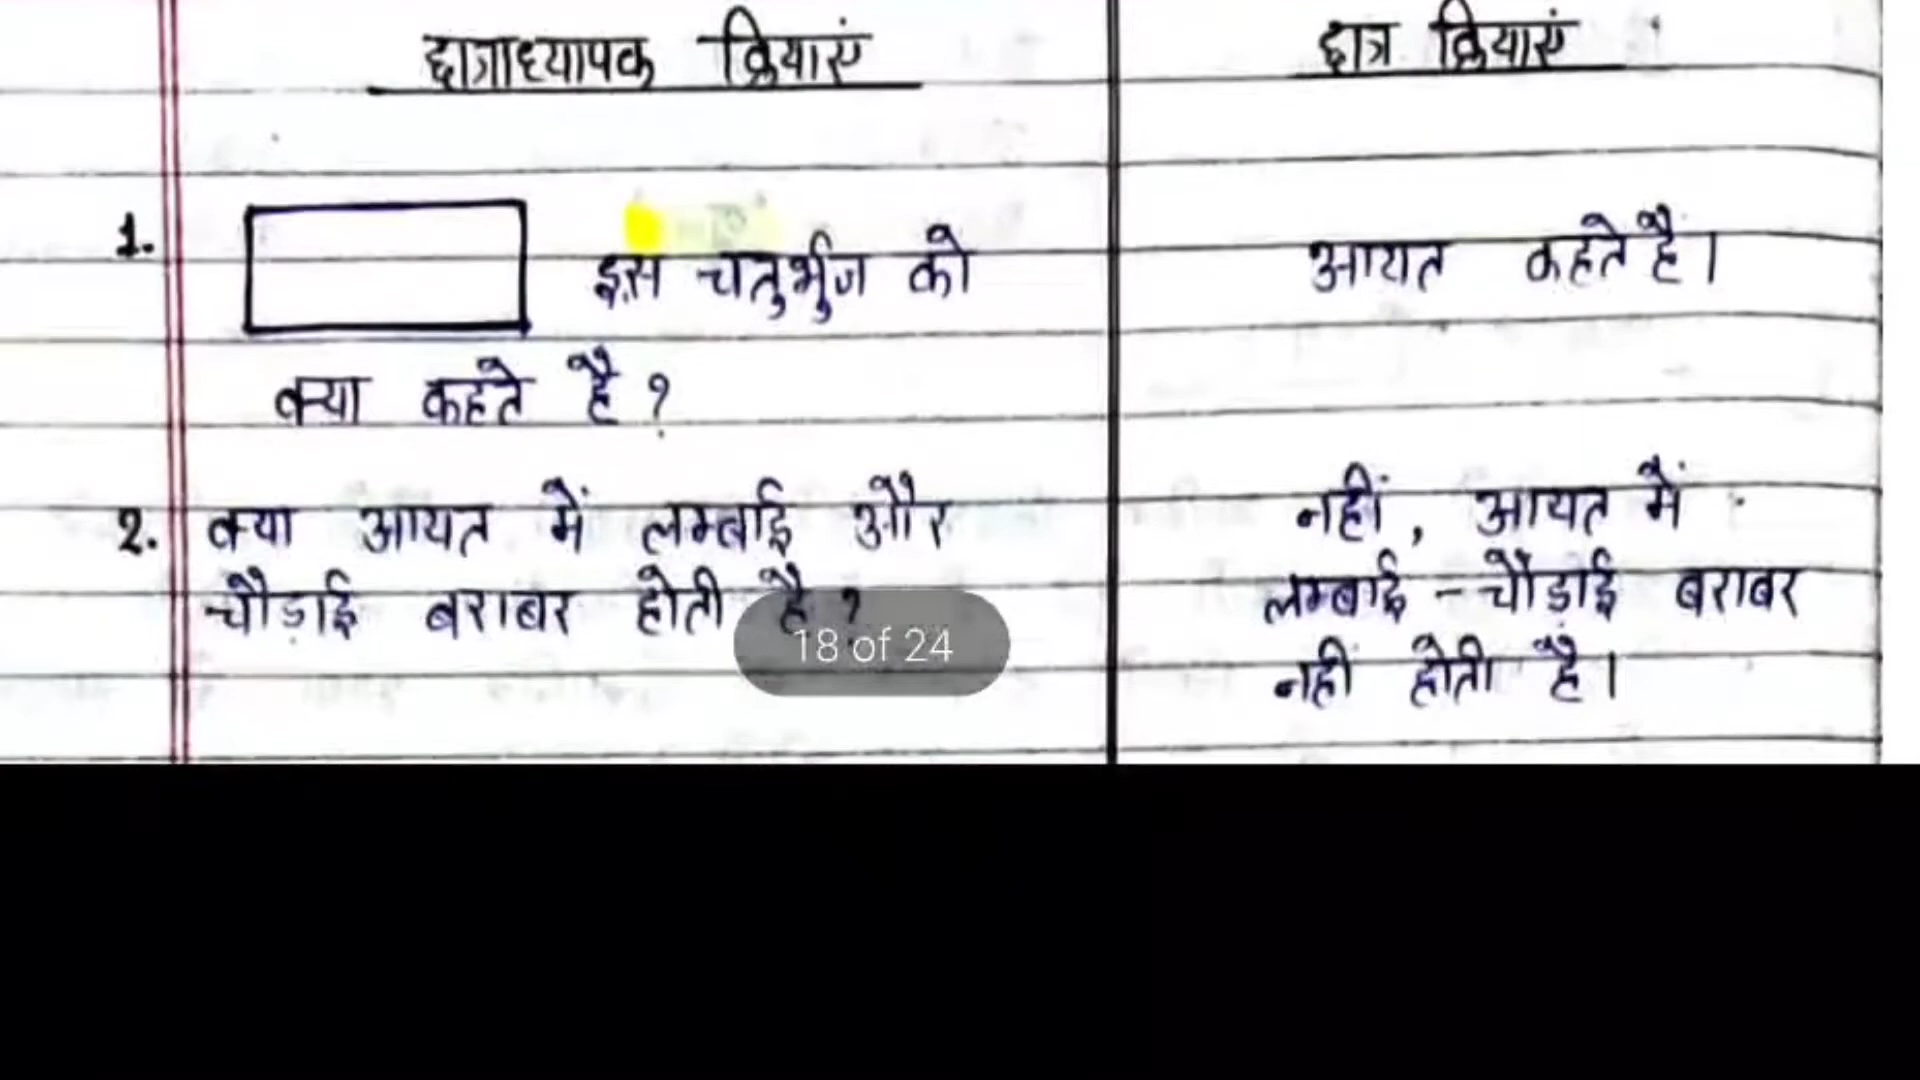 छात्राध्यापक क्रियाएं
छात्र क्रियाएं
1.
इस चतुर्भुज को
क्या कहते है ?
आयत कहते है।
2. क्या आयत में लम्बाई और
चौड़ाई बराबर होती है ?
नहीं, आयत में
लम्बाई - चौड़ाई बराबर
नहीं होती है।
18 of 24